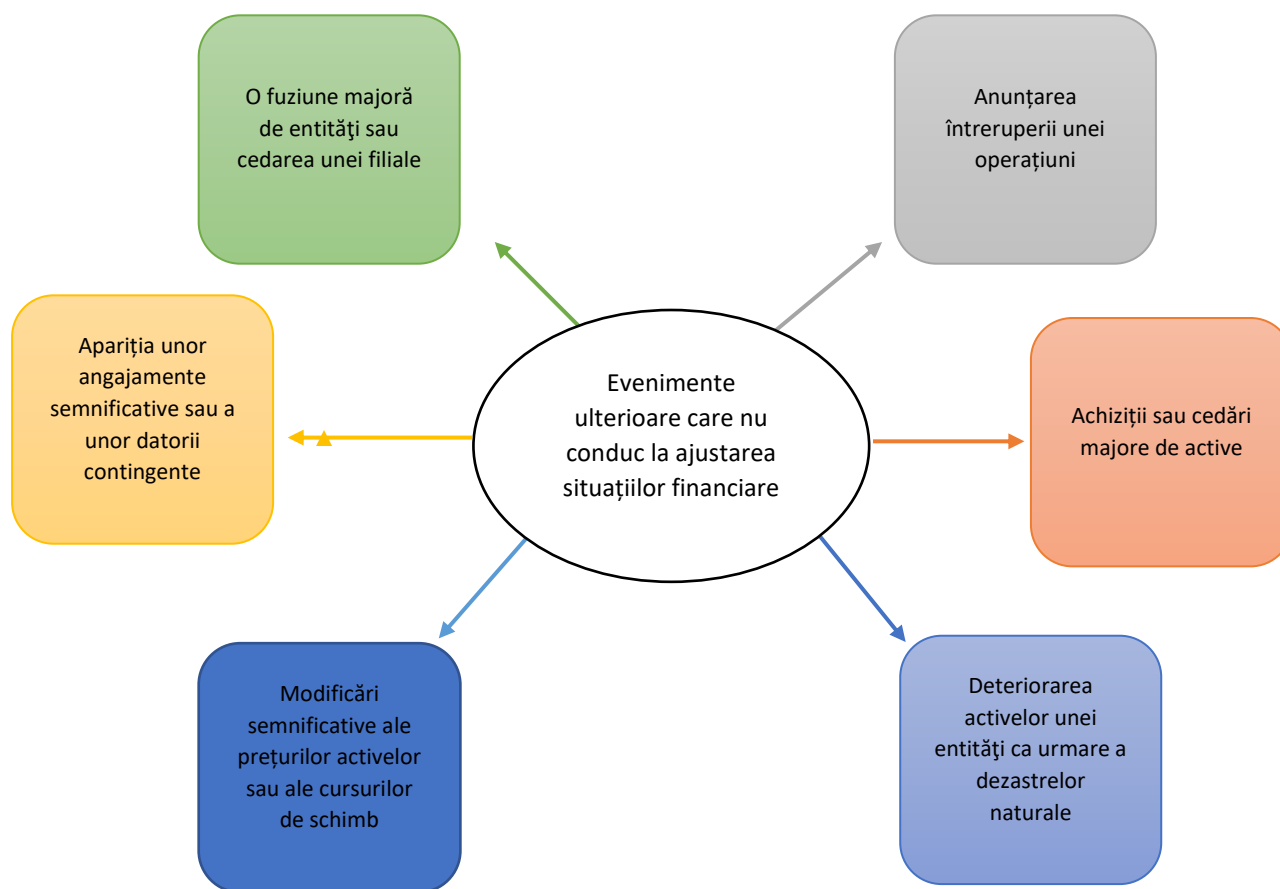 O fuziune majoră
de entităţi sau
cedarea unei filiale
Anunțarea
întreruperii unei
operațiuni
Apariția unor
angajamente
semnificative sau a
unor datorii
contingente
Evenimente
ulterioare care nu
conduc la ajustarea
situațiilor financiare
Achiziții sau cedări
majore de active
Modificări
semnificative ale
prețurilor activelor
sau ale cursurilor
de schimb
Deteriorarea
activelor unei
entităţi ca urmare a
dezastrelor
naturale